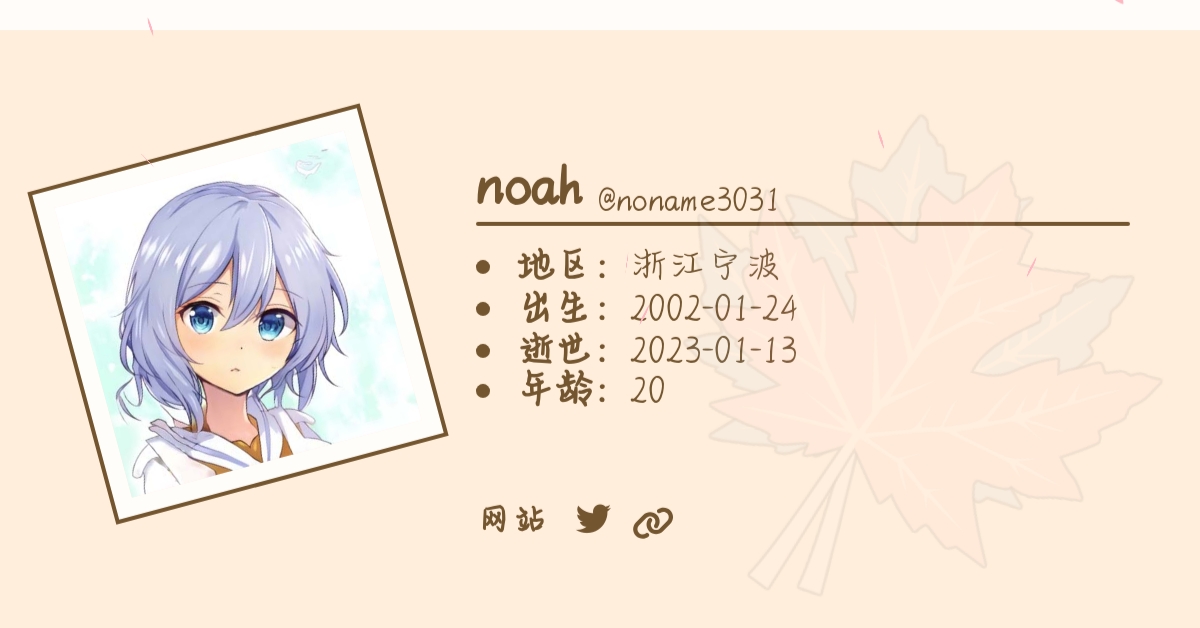 noah @noname3031
地区：浙江宁波
出生：2002-01-24
逝世：2023-01-13
年龄：20
网站